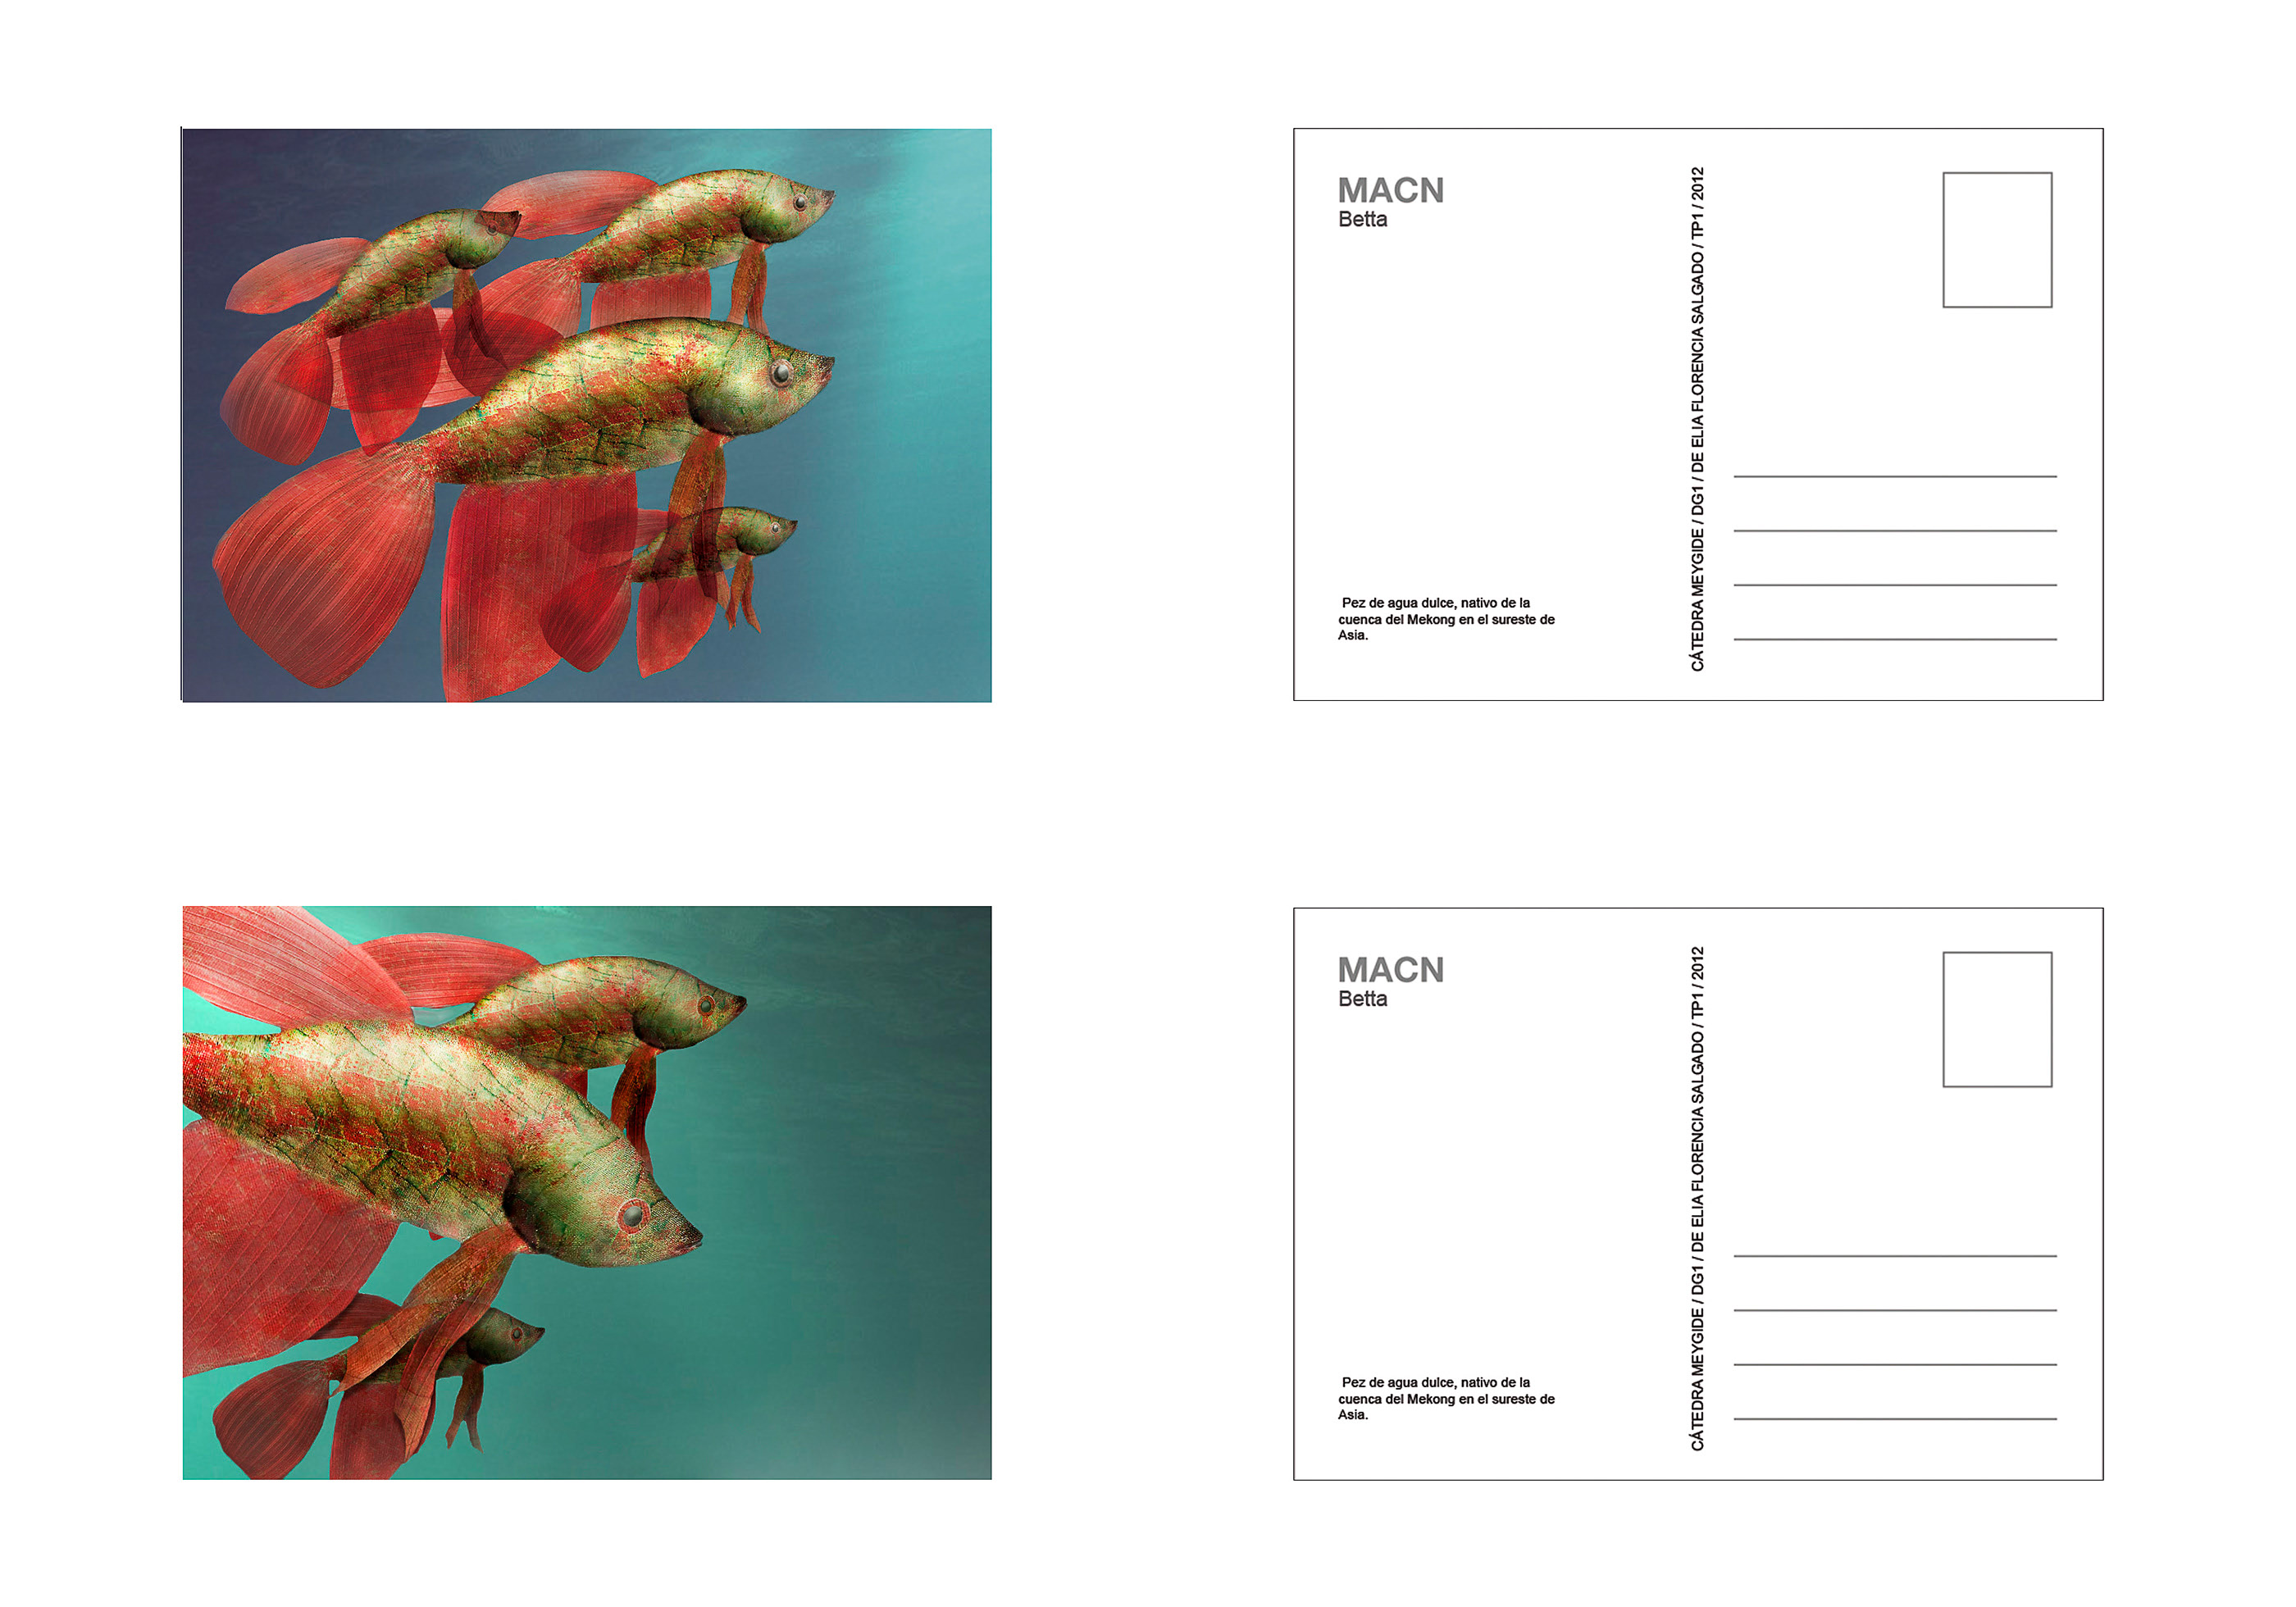 MACN
Betta
Pez de agua dulce, nativo de la
cuenca del Mekong en el sureste de
Asia.
CÁTEDRA MEYGIDE / DG1 / DE ELIA FLORENCIA SALGADO / TP1 / 2012
MACN
Betta
Pez de agua dulce, nativo de la
cuenca del Mekong en el sureste de
Asia.
CÁTEDRA MEYGIDE / DG1 / DE ELIA FLORENCIA SALGADO / TP1 / 2012